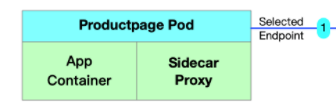 Productpage Pod
Selected
Endpoint
1
App
Container
Sidecar
Proxy